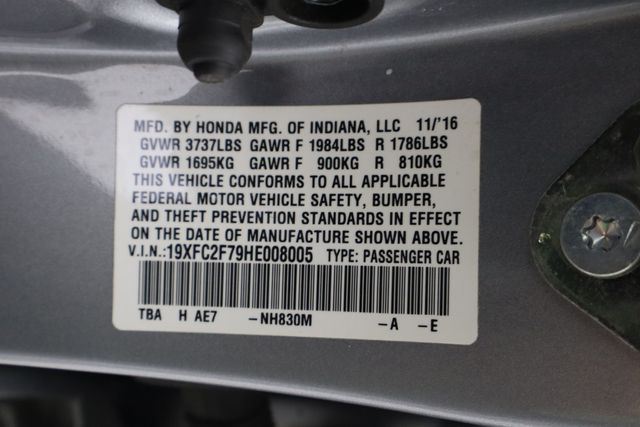 MFD. BY HONDA MFG. OF INDIANA, LLC 11/'16
GVWR 3737LBS GAWR F 1984LBS R 1786LBS
GVWR 1695KG GAWR F 900KG R 810KG
THIS VEHICLE CONFORMS TO ALL APPLICABLE
FEDERAL MOTOR VEHICLE SAFETY, BUMPER,
AND THEFT PREVENTION STANDARDS IN EFFECT
ON THE DATE OF MANUFACTURE SHOWN ABOVE.
V.I.N.:19XFC2F79HE008005 TYPE: PASSENGER CAR
TBA H AE7 -NH830M -A -E